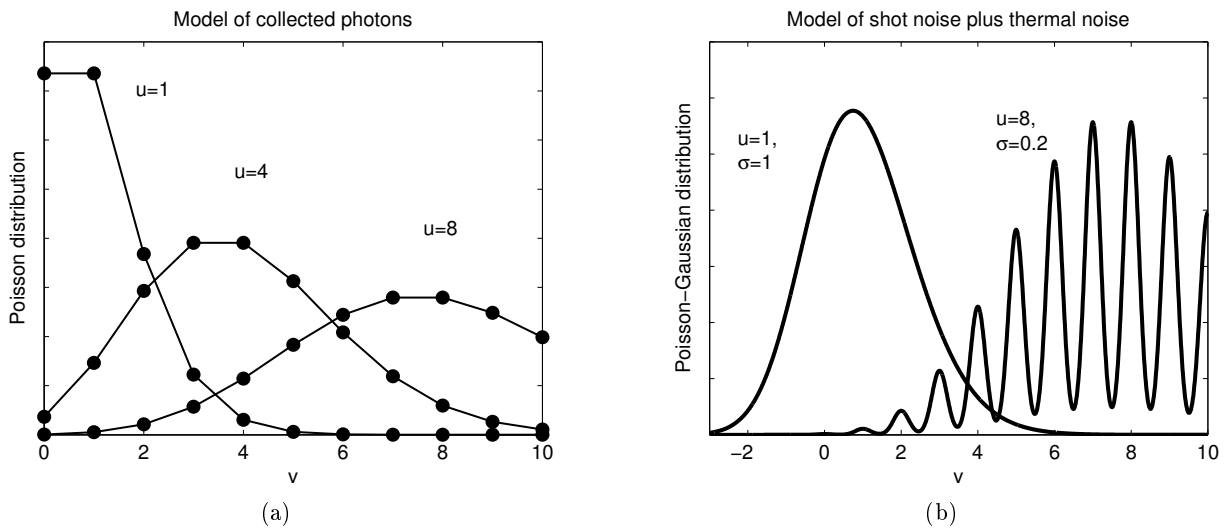 Model of collected photons
u=1
u=4
u=8
Poisson distribution
0
2
4
6
8
10
v
(a)
Model of shot noise plus thermal noise
u=1,
σ=1
u=8,
σ=0.2
Poisson−Gaussian distribution
−2
0
2
4
6
8
10
v
(b)